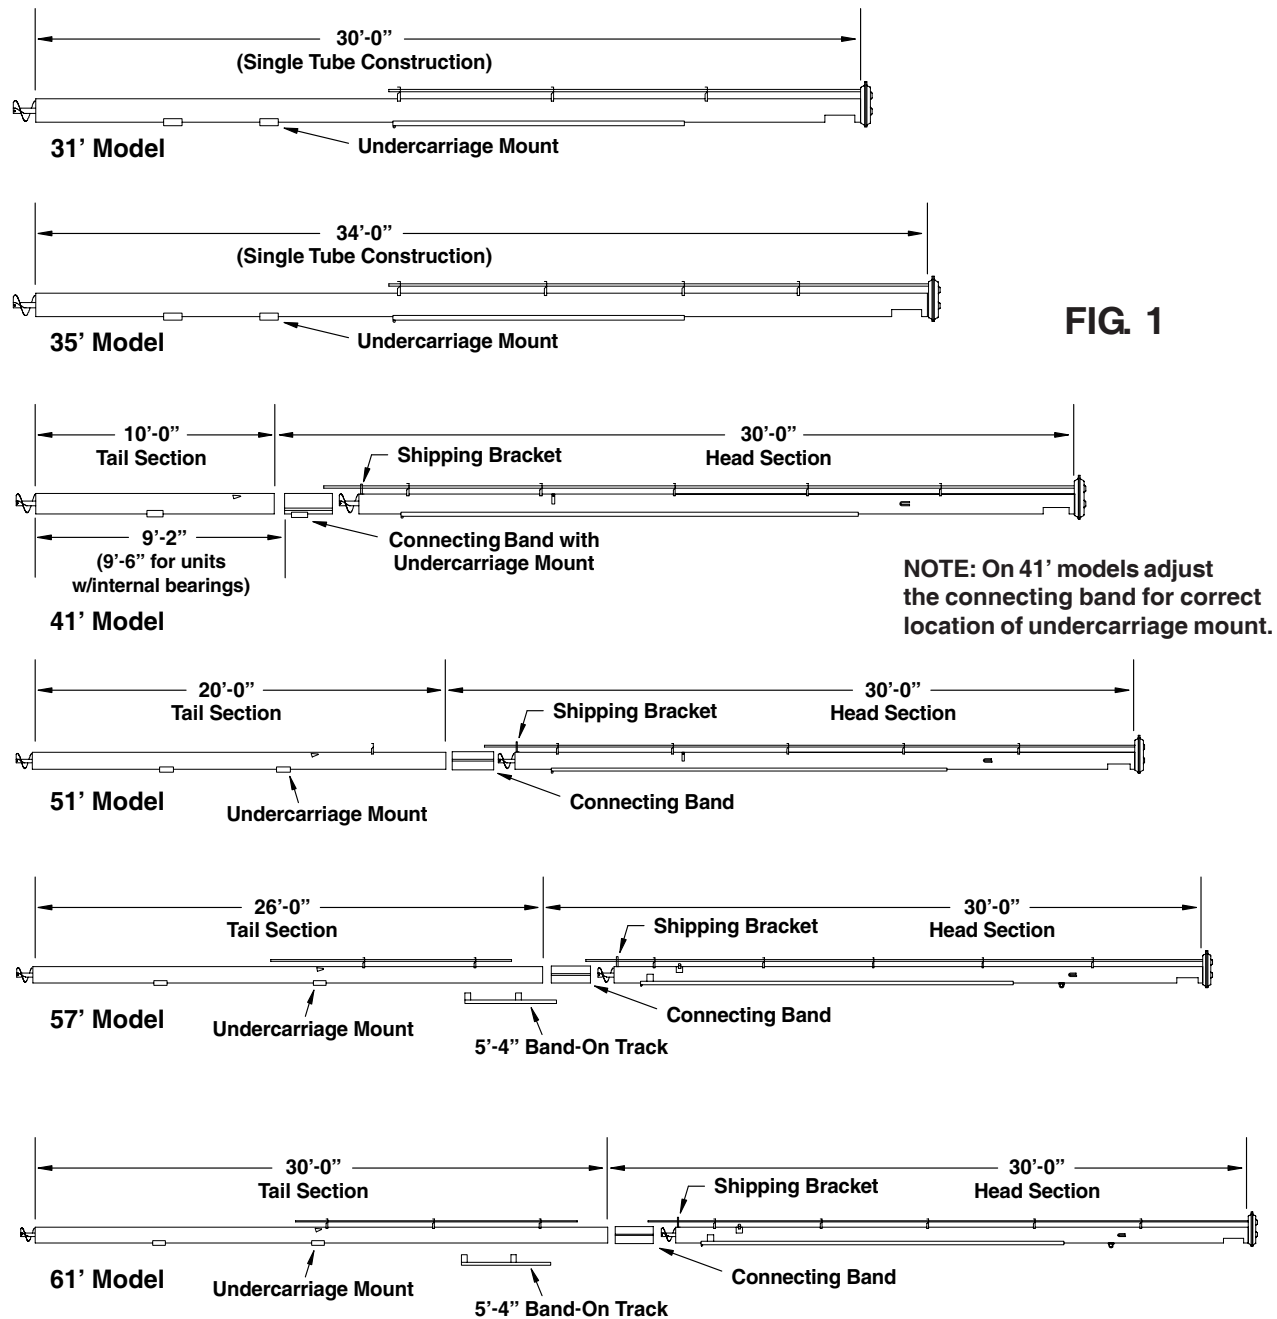 30’-0”
(Single Tube Construction)
Undercarriage Mount
31’ Model
34’-0”
(Single Tube Construction)
Undercarriage Mount
35’ Model
FIG. 1
10’-0”
Tail Section
30’-0”
Head Section
Shipping Bracket
9’-2”
(9’-6” for units
w/internal bearings)
Connecting Band with
Undercarriage Mount
41’ Model
NOTE: On 41’ models adjust
the connecting band for correct
location of undercarriage mount.
20’-0”
Tail Section
30’-0”
Head Section
Shipping Bracket
Connecting Band
51’ Model
Undercarriage Mount
26’-0”
Tail Section
30’-0”
Head Section
Shipping Bracket
57’ Model
Undercarriage Mount
Connecting Band
5’-4” Band-On Track
30’-0”
Tail Section
30’-0”
Head Section
Shipping Bracket
61’ Model
Undercarriage Mount
Connecting Band
5’-4” Band-On Track